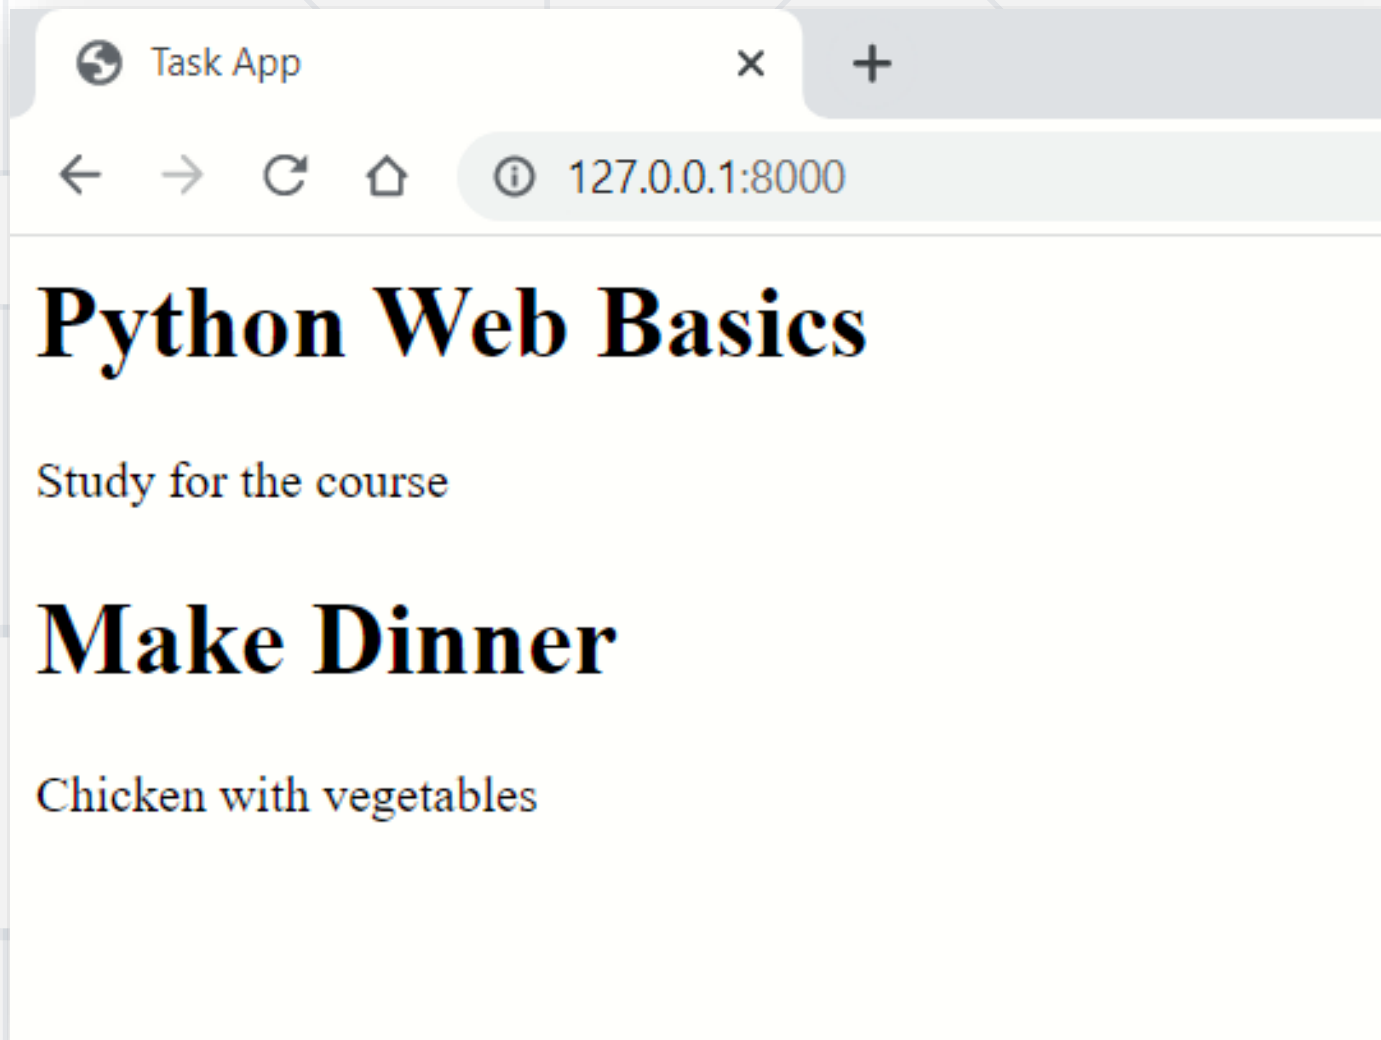 Task App
127.0.0.1:8000
Python Web Basics
Study for the course
Make Dinner
Chicken with vegetables